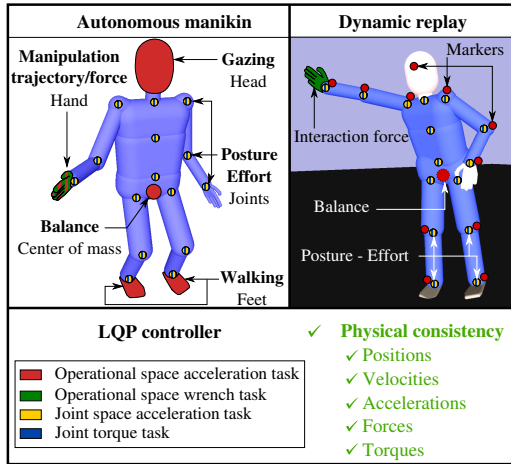 Autonomous manikin
Manipulation
trajectory/force
Hand
Gazing
Head
Posture
Effort
Joints
Balance
Center of mass
Walking
Feet
Dynamic replay
Markers
Interaction force
Balance
Posture - Effort
LQP controller
Operational space acceleration task
Operational space wrench task
Joint space acceleration task
Joint torque task
✓ Physical consistency
✓ Positions
✓ Velocities
✓ Accelerations
✓ Forces
✓ Torques